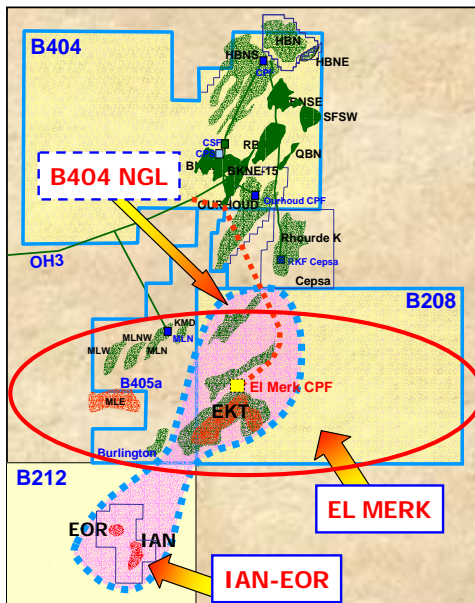 B404
HBN
HBNS
HBNE
CPF
BNSE
SFSW
CSF
CPF
RB
QBN
BKNE/15
B404 NGL
OURHOUD
Ourhoud CPF
Rhourde K
OH3
RKF Cepsa
Cepsa
B208
KMD
MLNW
MLN
MLW
MLN
B405a
MLE
El Merk CPF
EKT
Burlington
B212
EL MERK
EOR
IAN
IAN-EOR